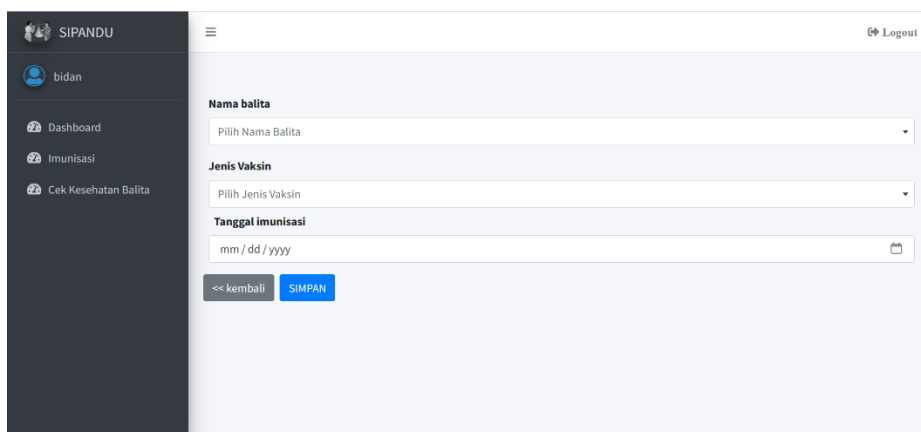 SIPANDU
Logout
bidan
Dashboard
Imunisasi
Cek Kesehatan Balita
Nama balita
Pilih Nama Balita
Jenis Vaksin
Pilih Jenis Vaksin
Tanggal imunisasi
mm / dd / yyyy
<< kembali SIMPAN